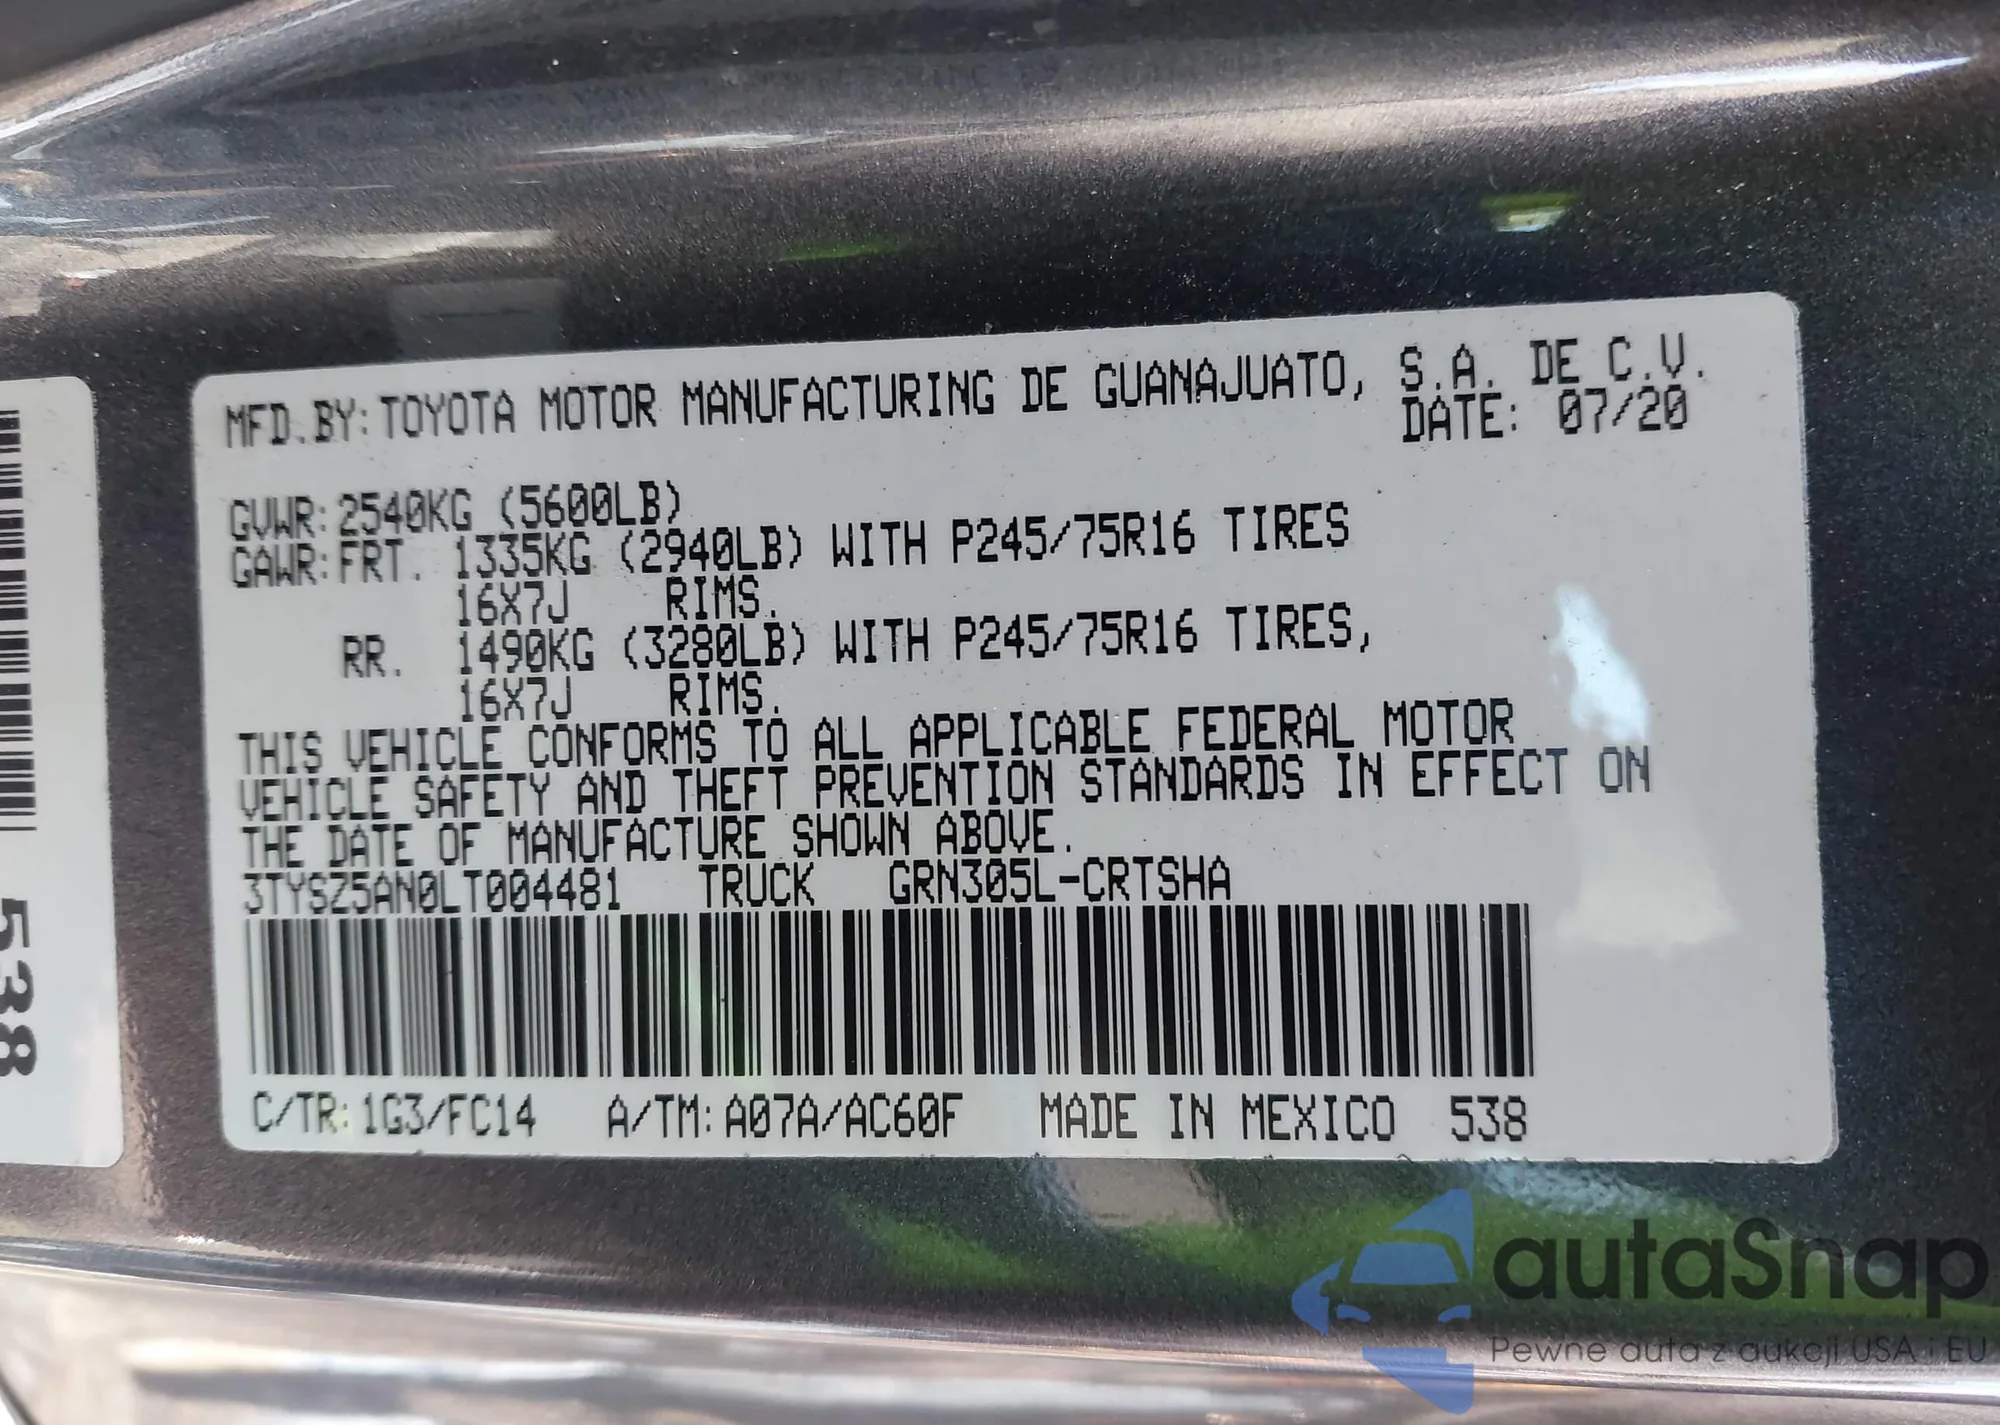 MFD.BY:TOYOTA MOTOR MANUFACTURING DE GUANAJUATO, S.A. DE C.V.
DATE: 07/20
GVWR:2540KG (5600LB)
GAWR:FRT. 1335KG (2940LB) WITH P245/75R16 TIRES
16X7J RIMS.
RR. 1490KG (3280LB) WITH P245/75R16 TIRES,
16X7J RIMS.
THIS VEHICLE CONFORMS TO ALL APPLICABLE FEDERAL MOTOR
VEHICLE SAFETY AND THEFT PREVENTION STANDARDS IN EFFECT ON
THE DATE OF MANUFACTURE SHOWN ABOVE.
3TYSZ5AN0LT004481 TRUCK GRN305L-CRTSHA
C/TR:1G3/FC14 A/TM:A07A/AC60F MADE IN MEXICO 538
538
autaSnap
Pewne auta z aukcji USA i EU